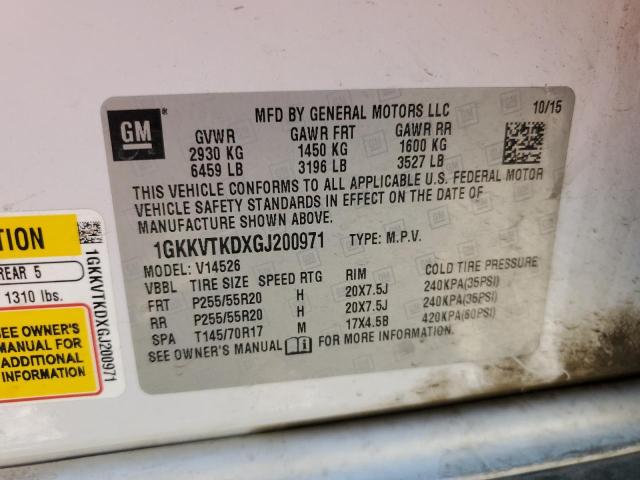 GM
MFD BY GENERAL MOTORS LLC 10/15
GVWR GAWR FRT GAWR RR
2930 KG 1450 KG 1600 KG
6459 LB 3196 LB 3527 LB
THIS VEHICLE CONFORMS TO ALL APPLICABLE U.S. FEDERAL MOTOR
VEHICLE SAFETY STANDARDS IN EFFECT ON THE DATE OF
MANUFACTURE SHOWN ABOVE.
1GKKVTKDXGJ200971 TYPE: M.P.V.
MODEL: V14526
VBBL TIRE SIZE SPEED RTG RIM COLD TIRE PRESSURE
FRT P255/55R20 H 20X7.5J 240KPA(35PSI)
RR P255/55R20 H 20X7.5J 240KPA(35PSI)
SPA T145/70R17 M 17X4.5B 420KPA(60PSI)
SEE OWNER'S MANUAL FOR MORE INFORMATION.
TION
REAR 5
1310 lbs.
SEE OWNER'S
MANUAL FOR
ADDITIONAL
INFORMATION
1GKKVTKDXGJ200971